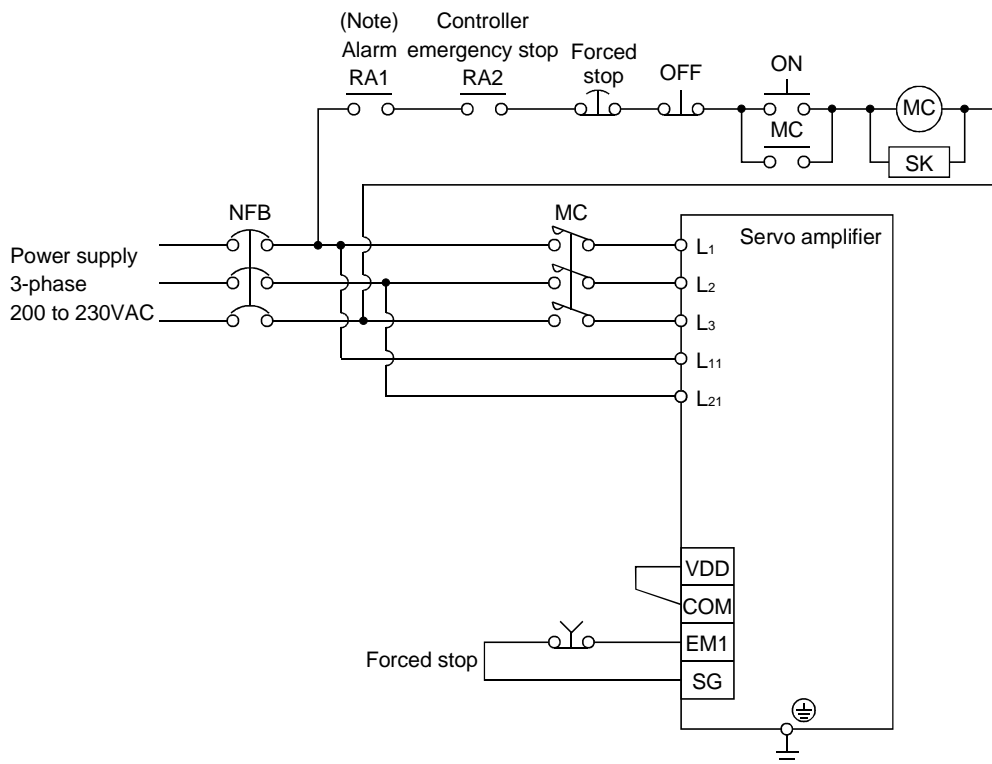 (Note)
Alarm
RA1
Controller
emergency stop
RA2
Forced
stop
OFF
ON
MC
MC
SK
NFB
MC
Power supply
3-phase
200 to 230VAC
Servo amplifier
L1
L2
L3
L11
L21
VDD
COM
EM1
SG
Forced stop